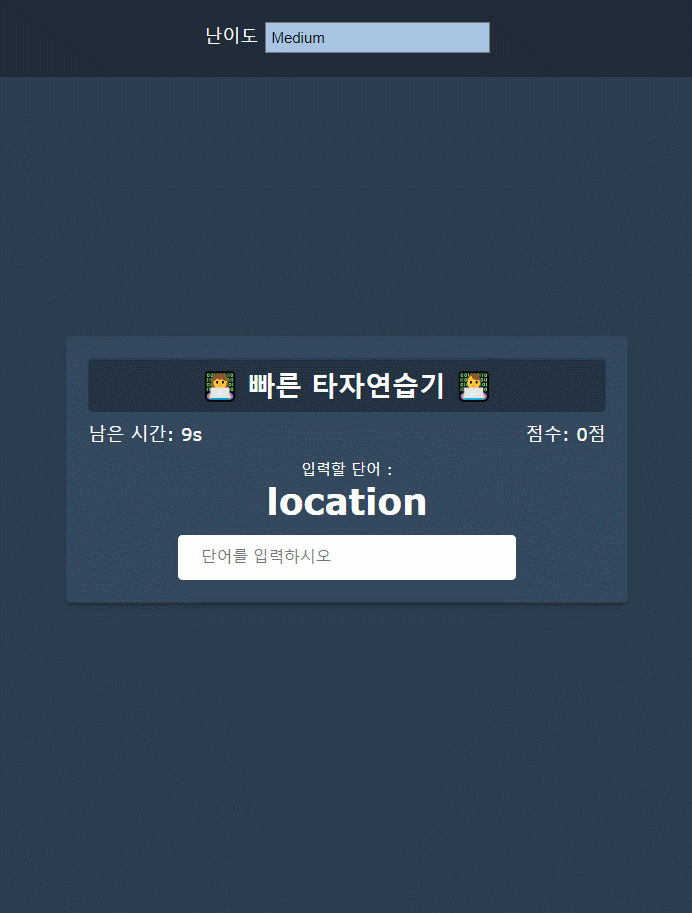 난이도 Medium
빠른 타자연습기
남은 시간: 9s 점수: 0점
입력할 단어 :
location
단어를 입력하시오